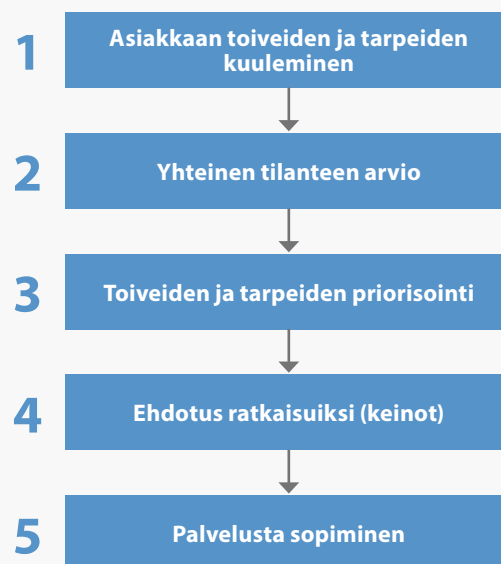 1
Asiakkaan toiveiden ja tarpeiden
kuuleminen
2
Yhteinen tilanteen arvio
3
Toiveiden ja tarpeiden priorisointi
4
Ehdotus ratkaisuiksi (keinot)
5
Palvelusta sopiminen